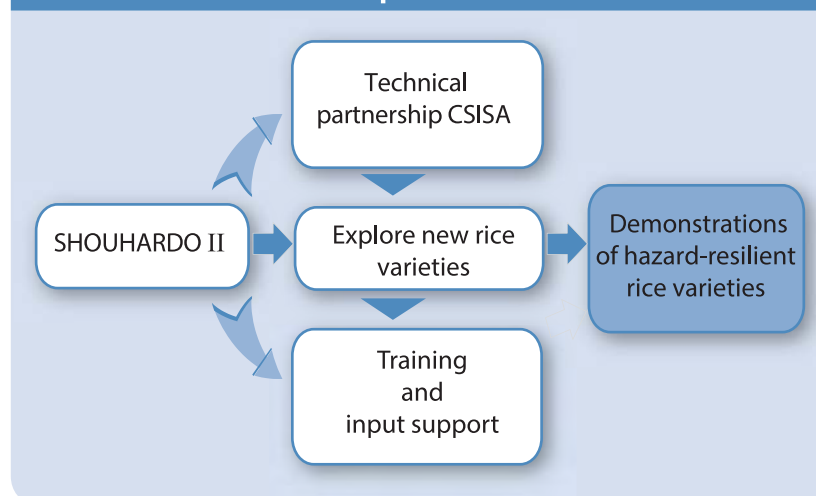 Technical
partnership CSISA
SHOUHARDO II
Explore new rice
varieties
Demonstrations
of hazard-resilient
rice varieties
Training
and
input support